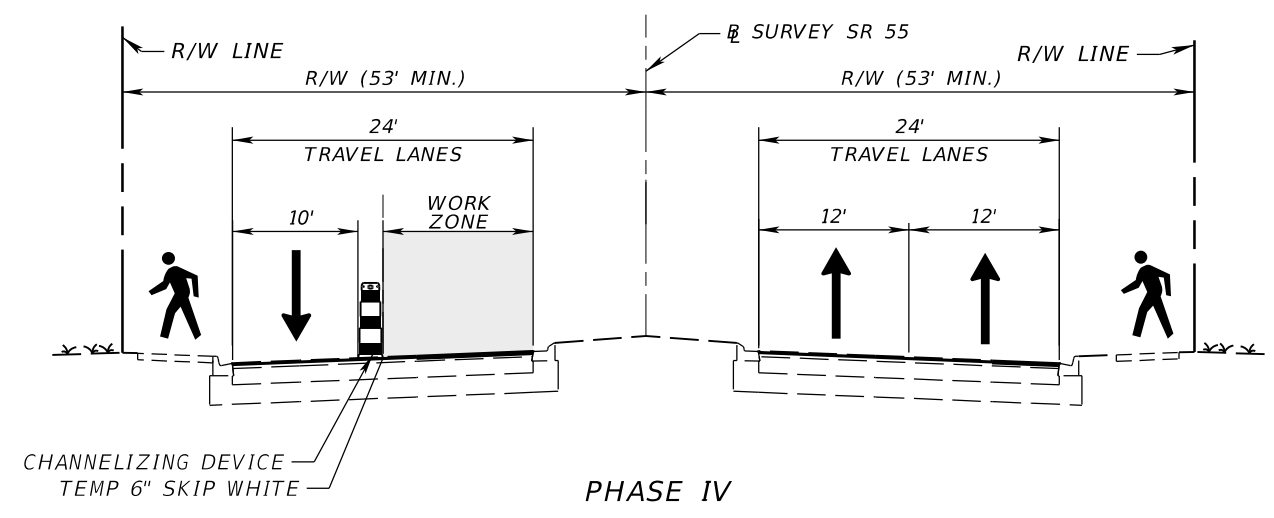 R/W LINE
BL SURVEY SR 55
R/W LINE
R/W (53' MIN.)
R/W (53' MIN.)
24'
TRAVEL LANES
24'
TRAVEL LANES
WORK
ZONE
10'
12'
12'
CHANNELIZING DEVICE
TEMP 6" SKIP WHITE
PHASE IV